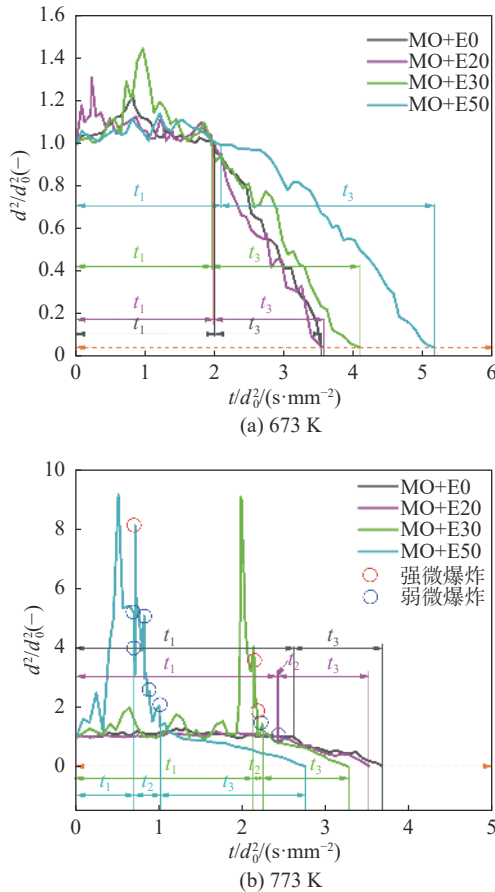 1.6
1.4
1.2
1.0
0.8
0.6
0.4
0.2
0
d²/d₀²(−)
MO+E0
MO+E20
MO+E30
MO+E50
t₁
t₃
t₁
t₃
t₁
t₃
t₁
t₃
0 1 2 3 4 5 6
t/d₀²/(s·mm⁻²)
(a) 673 K
10
8
6
4
2
0
d²/d₀²(−)
MO+E0
MO+E20
MO+E30
MO+E50
强微爆炸
弱微爆炸
t₁
t₃
t₁
t₂
t₃
t₁
t₂
t₃
t₁
t₂
t₃
0 1 2 3 4 5
t/d₀²/(s·mm⁻²)
(b) 773 K